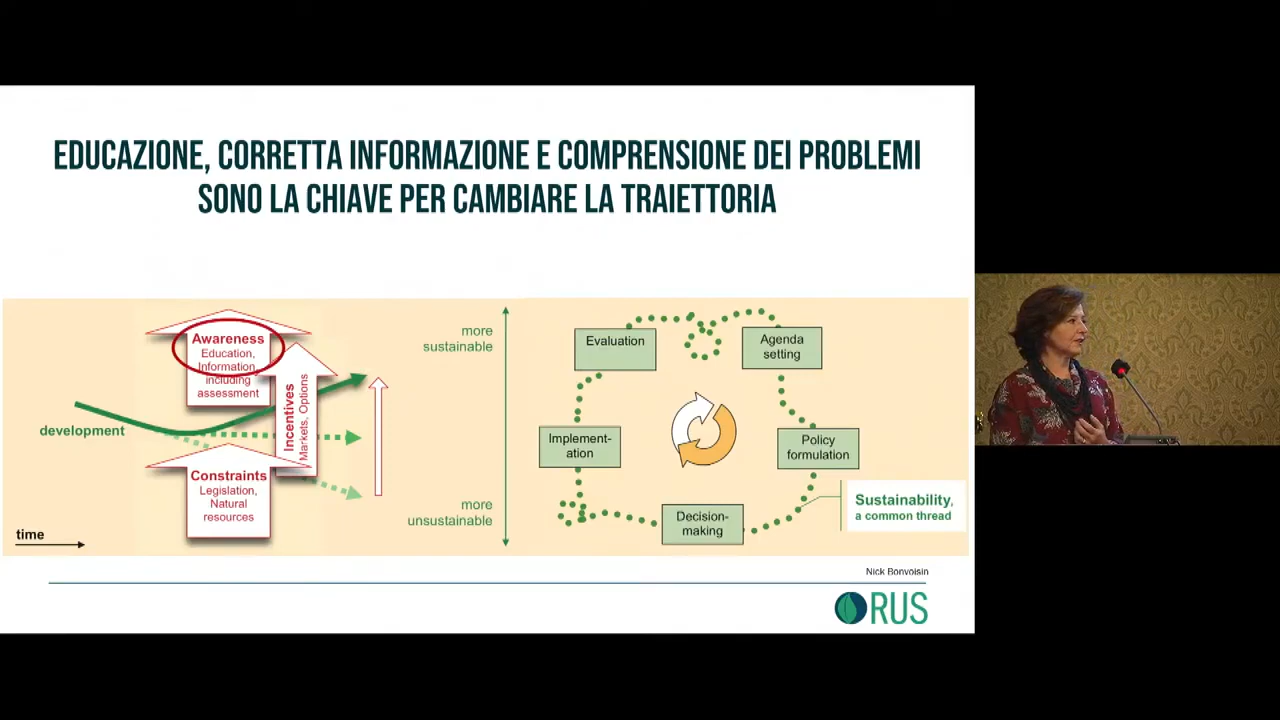 EDUCAZIONE, CORRETTA INFORMAZIONE E COMPRENSIONE DEI PROBLEMI
SONO LA CHIAVE PER CAMBIARE LA TRAIETTORIA
Awareness
Education,
Information,
including
assessment
Incentives
Markets, Options
development
Constraints
Legislation,
Natural
resources
time
more
sustainable
more
unsustainable
Evaluation
Agenda
setting
Implement-
ation
Policy
formulation
Decision-
making
Sustainability,
a common thread
Nick Bonvoisin
RUS